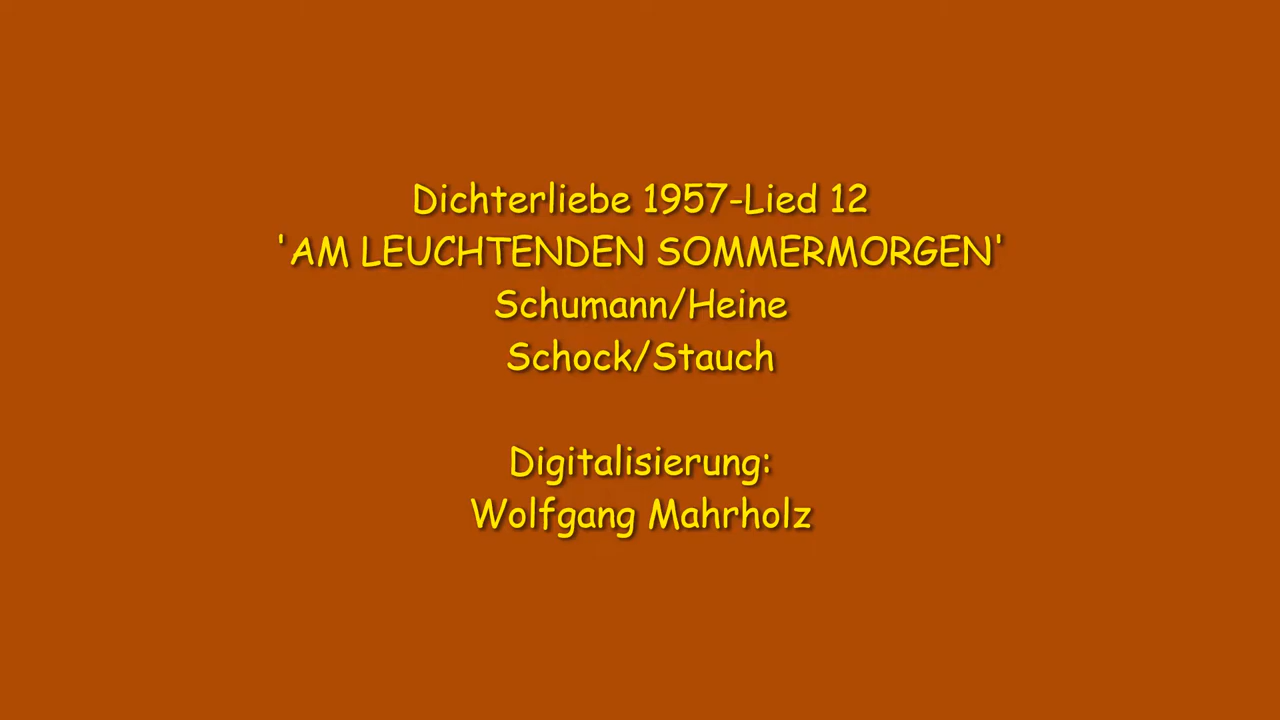 Dichterliebe 1957-Lied 12
'AM LEUCHTENDEN SOMMERMORGEN'
Schumann/Heine
Schock/Stauch
Digitalisierung:
Wolfgang Mahrholz